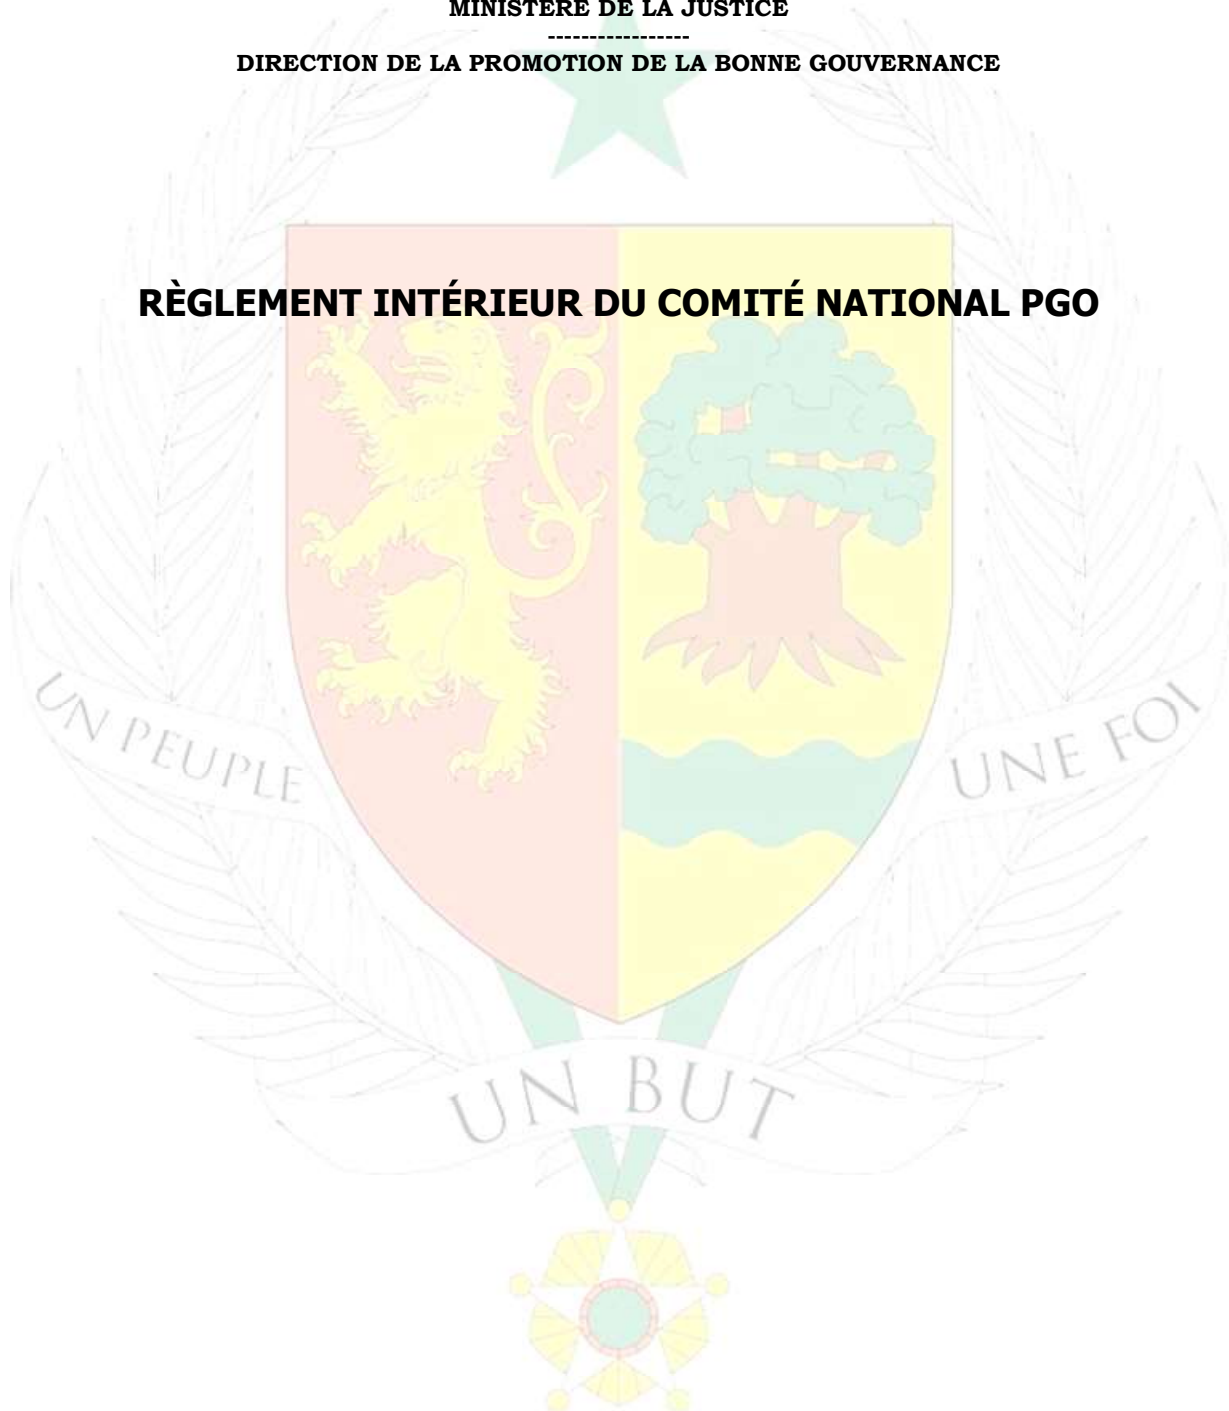 MINISTERE DE LA JUSTICE
-----------------
DIRECTION DE LA PROMOTION DE LA BONNE GOUVERNANCE
RÈGLEMENT INTÉRIEUR DU COMITÉ NATIONAL PGO
UN PEUPLE
UNE FOI
UN BUT